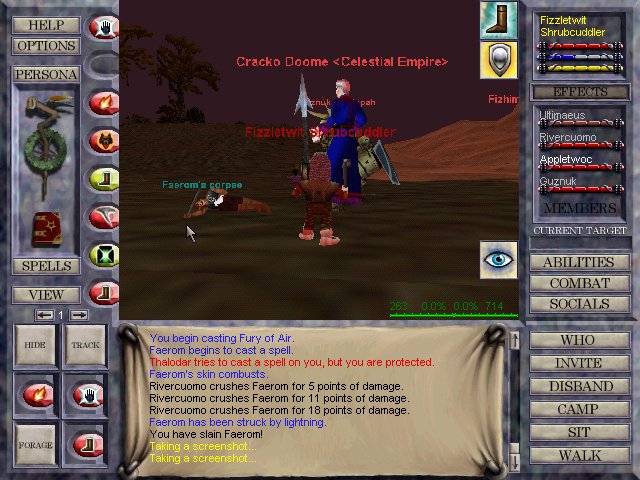 HELP
OPTIONS
PERSONA
SPELLS
VIEW
1
HIDE
TRACK
FORAGE
Cracko Doome <Celestial Empire>
Fizzletwit Shrubcuddler
Faerom's corpse
263 0.0% 0.0% 714
You begin casting Fury of Air.
Faerom begins to cast a spell.
Thalodar tries to cast a spell on you, but you are protected.
Faerom's skin combusts.
Rivercuomo crushes Faerom for 5 points of damage.
Rivercuomo crushes Faerom for 11 points of damage.
Rivercuomo crushes Faerom for 18 points of damage.
Faerom has been struck by lightning.
You have slain Faerom!
Taking a screenshot...
Taking a screenshot...
Fizzletwit
Shrubcuddler
EFFECTS
Ultimaeus
Rivercuomo
Appletwoc
Guznuk
MEMBERS
CURRENT TARGET
ABILITIES
COMBAT
SOCIALS
WHO
INVITE
DISBAND
CAMP
SIT
WALK